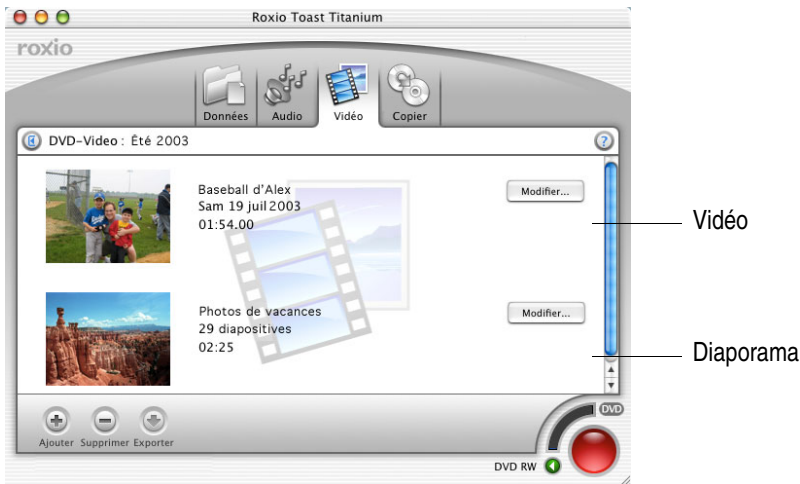 Roxio Toast Titanium
roxio
Données
Audio
Vidéo
Copier
DVD-Video : Été 2003
?
Baseball d'Alex
Sam 19 juil 2003
01:54.00
Modifier...
Vidéo
Photos de vacances
29 diapositives
02:25
Modifier...
Diaporama
Ajouter
Supprimer
Exporter
DVD
DVD RW